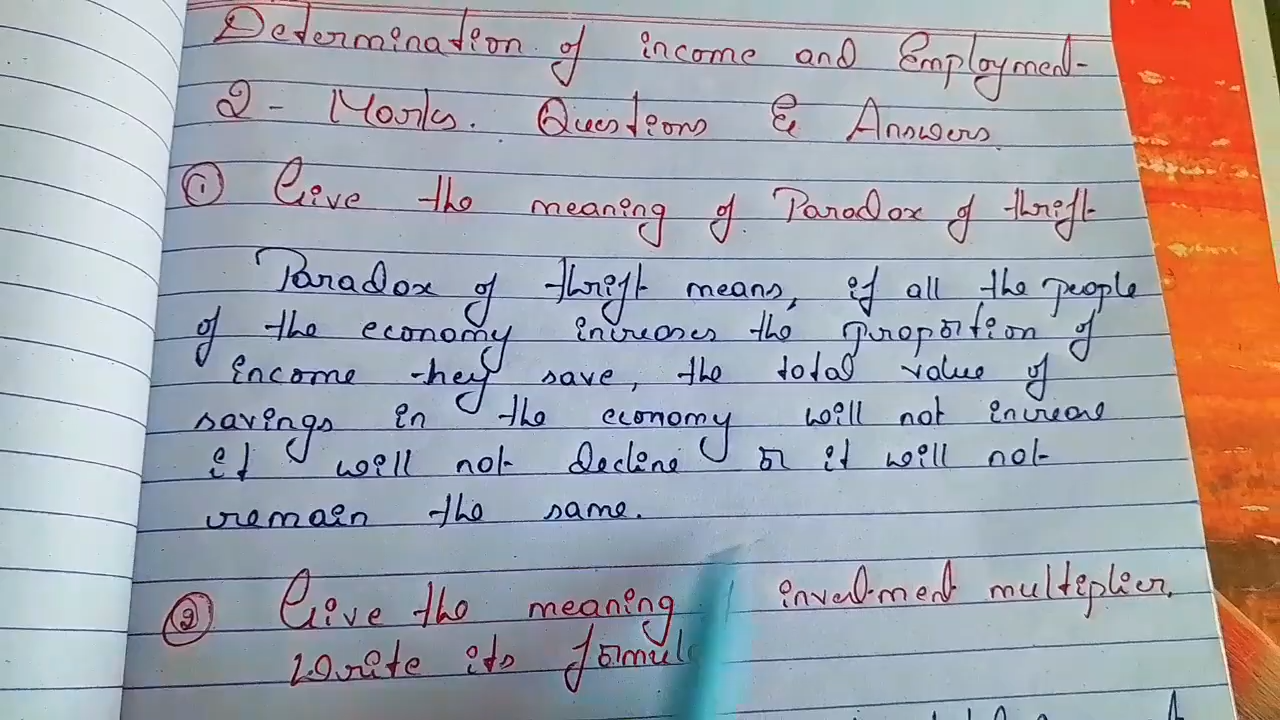 Determination of income and Employment
2 - Marks. Questions & Answers.
① Give the meaning of Paradox of thrift
Paradox of thrift means, if all the people
of the economy increases the proportion of
income they save, the total value of
savings in the economy will not increase
it will not decline or it will not
remain the same.
② Give the meaning investment multiplier.
Write its formula